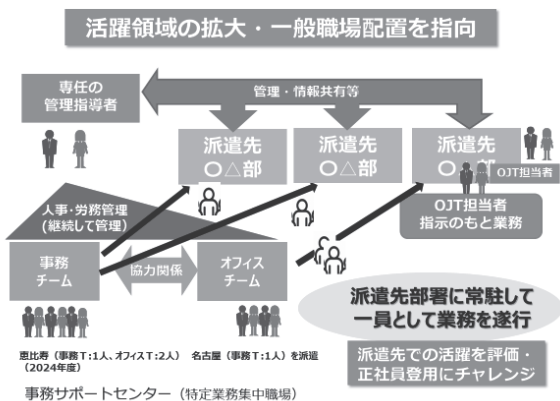 活躍領域の拡大・一般職場配置を指向
専任の
管理指導者
管理・情報共有等
派遣先
〇△部
派遣先
〇△部
派遣先
〇△部
OJT担当者
OJT担当者
指示のもと業務
人事・労務管理
(継続して管理)
事務
チーム
協力関係
オフィス
チーム
派遣先部署に常駐して
一員として業務を遂行
恵比寿（事務T:1人、オフィスT:2人） 名古屋（事務T:1人）を派遣
（2024年度）
派遣先での活躍を評価・
正社員登用にチャレンジ
事務サポートセンター（特定業務集中職場）